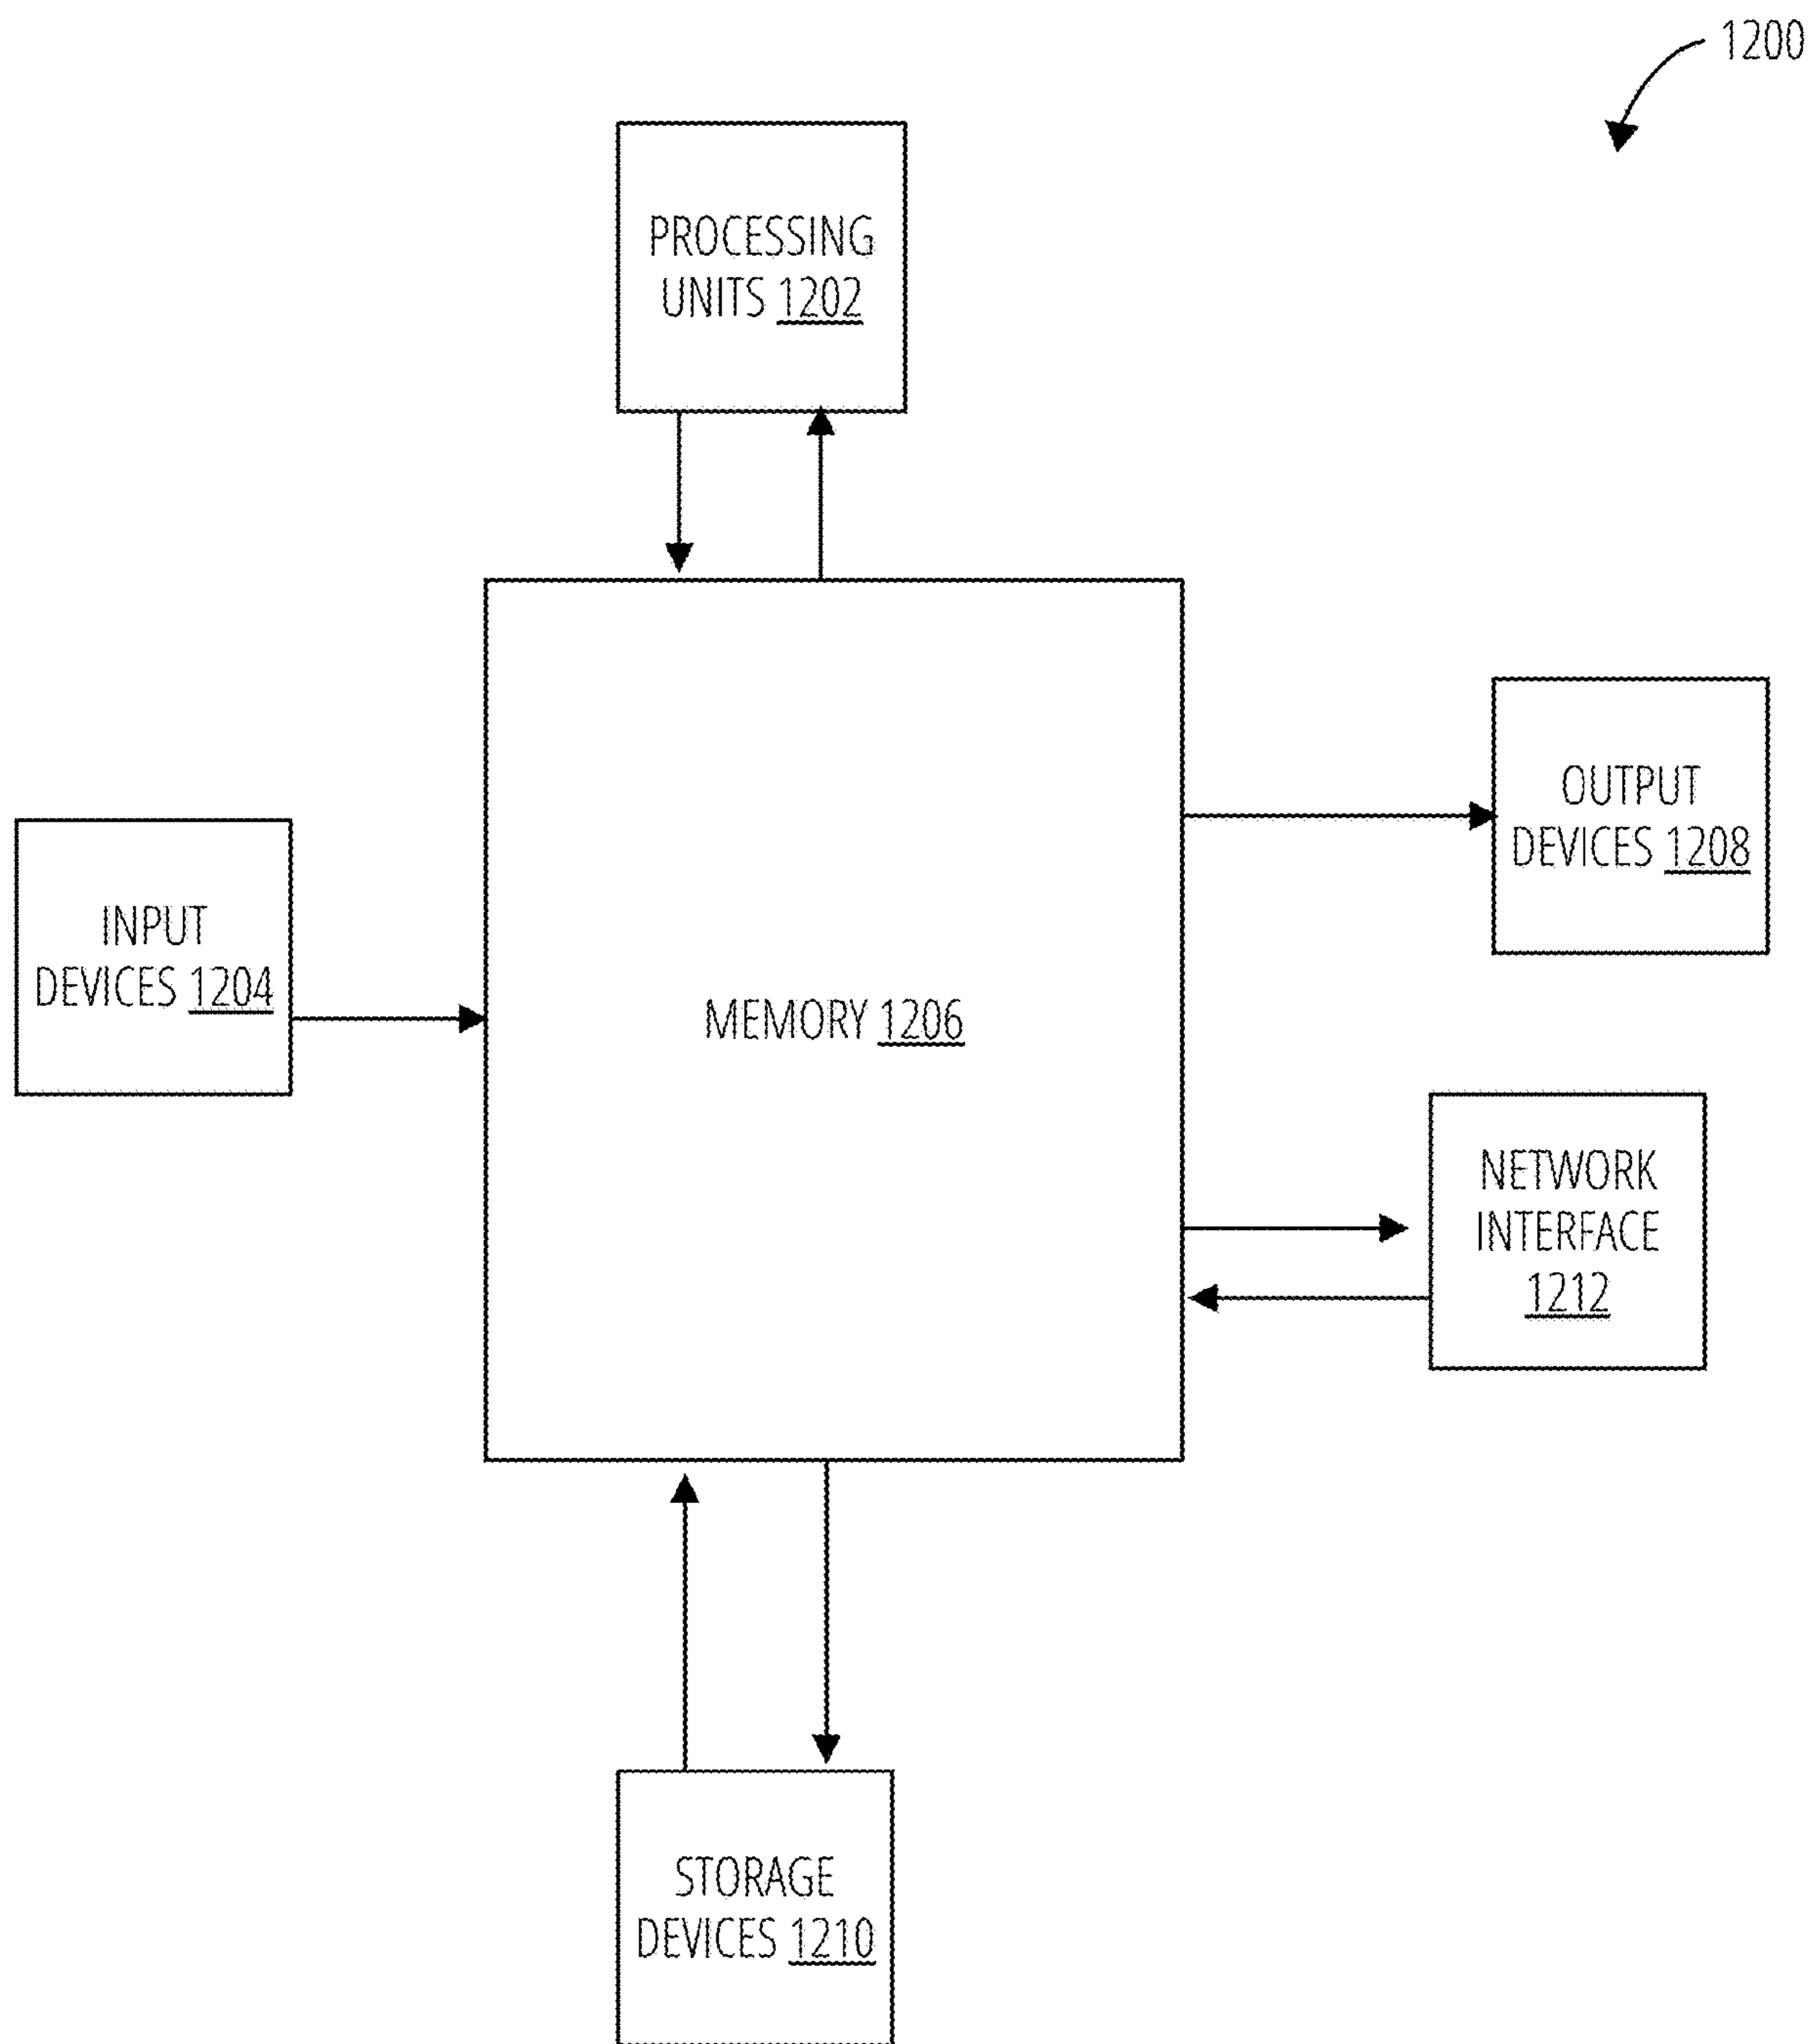 1200
PROCESSING
UNITS 1202
OUTPUT
DEVICES 1208
INPUT
DEVICES 1204
MEMORY 1206
NETWORK
INTERFACE
1212
STORAGE
DEVICES 1210